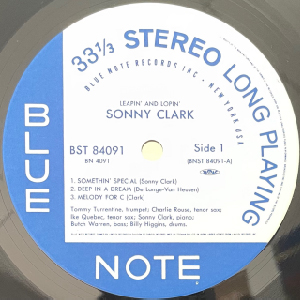 33 1/3 STEREO LONG PLAYING
BLUE NOTE RECORDS INC · NEW YORK USA
LEAPIN' AND LOPIN'
SONNY CLARK
BST 84091
Side 1
BN 4091
(BNST 84091-A)
1. SOMETHIN' SPECIAL (Sonny Clark)
2. DEEP IN A DREAM (De Lange-Van Heusen)
3. MELODY FOR C (Clark)
Tommy Turrentine, trumpet; Charlie Rouse, tenor sax;
Ike Quebec, tenor sax; Sonny Clark, piano;
Butch Warren, bass; Billy Higgins, drums.
BLUE
NOTE